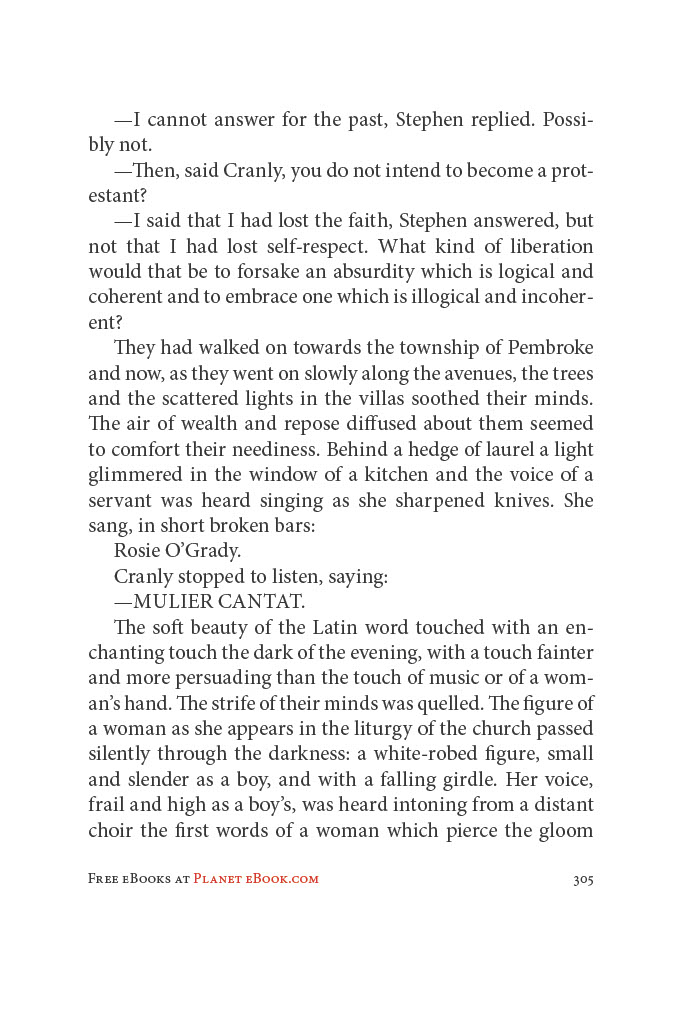 —I cannot answer for the past, Stephen replied. Possi-
bly not.
—Then, said Cranly, you do not intend to become a prot-
estant?
—I said that I had lost the faith, Stephen answered, but
not that I had lost self-respect. What kind of liberation
would that be to forsake an absurdity which is logical and
coherent and to embrace one which is illogical and incoher-
ent?
They had walked on towards the township of Pembroke
and now, as they went on slowly along the avenues, the trees
and the scattered lights in the villas soothed their minds.
The air of wealth and repose diffused about them seemed
to comfort their neediness. Behind a hedge of laurel a light
glimmered in the window of a kitchen and the voice of a
servant was heard singing as she sharpened knives. She
sang, in short broken bars:
Rosie O’Grady.
Cranly stopped to listen, saying:
—MULIER CANTAT.
The soft beauty of the Latin word touched with an en-
chanting touch the dark of the evening, with a touch fainter
and more persuading than the touch of music or of a wom-
an’s hand. The strife of their minds was quelled. The figure of
a woman as she appears in the liturgy of the church passed
silently through the darkness: a white-robed figure, small
and slender as a boy, and with a falling girdle. Her voice,
frail and high as a boy’s, was heard intoning from a distant
choir the first words of a woman which pierce the gloom
Free eBooks at Planet eBook.com 305